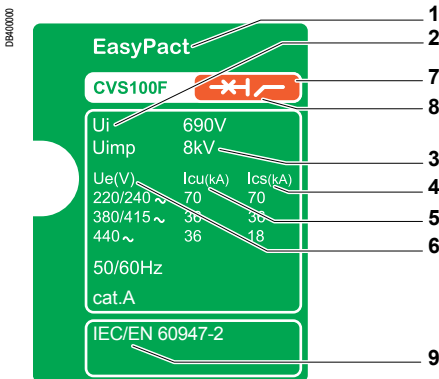 DB400000
EasyPact
1
2
CVS100F
7
8
Ui 690V
Uimp 8kV
3
Ue(V) Icu(kA) Ics(kA)
4
220/240 ~ 70 70
5
380/415 ~ 36 36
440 ~ 36 18
6
50/60Hz
cat.A
IEC/EN 60947-2
9